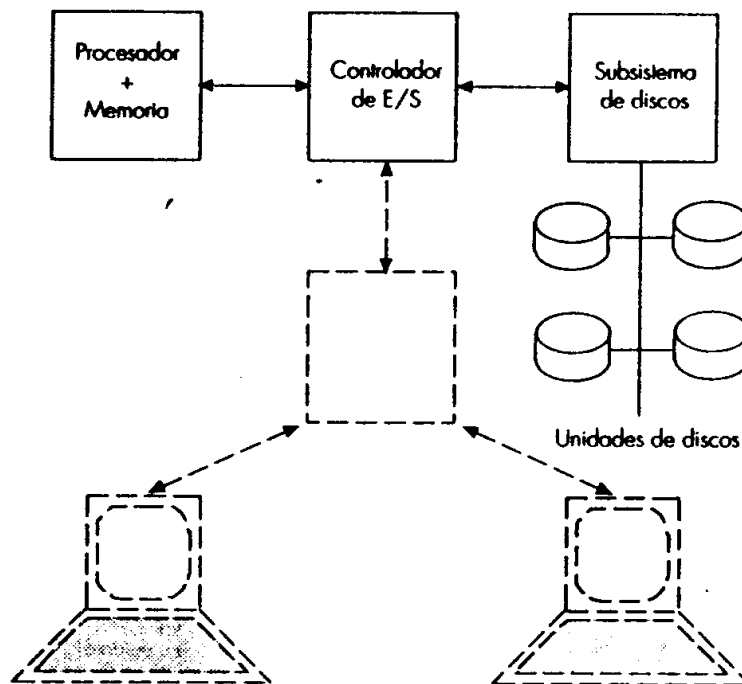 Procesador
+
Memoria
Controlador
de E/S
Subsistema
de discos
Unidades de discos